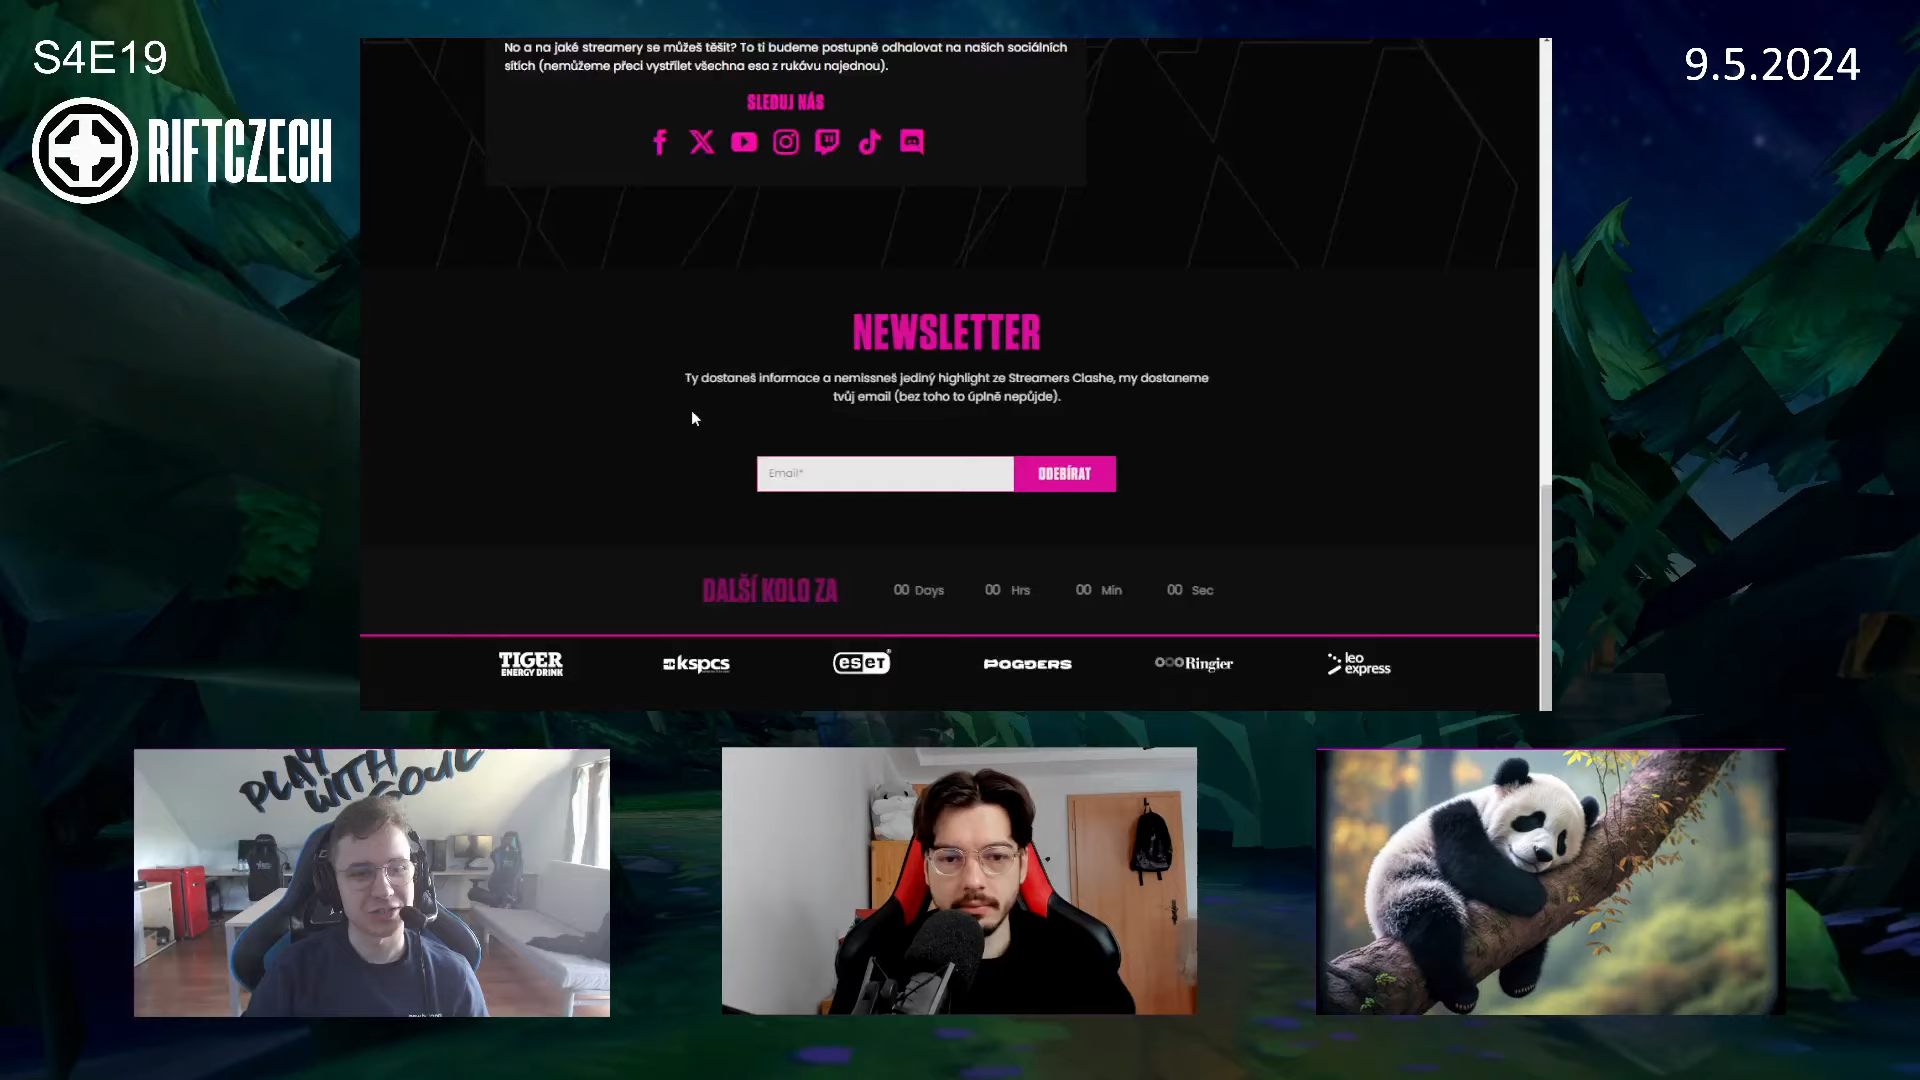 S4E19
RIFTCZECH
9.5.2024
No a na jaké streamery se můžeš těšit? To ti budeme postupně odhalovat na našich sociálních
sítích (nemůžeme přeci vystřílet všechna esa z rukávu najednou).
SLEDUJ NÁS
NEWSLETTER
Ty dostaneš informace a nemissneš jediný highlight ze Streamers Clashe, my dostaneme
tvůj email (bez toho to úplně nepůjde).
Email*
ODEBÍRAT
DALŠÍ KOLO ZA
00 Days 00 Hrs 00 Min 00 Sec
TIGER
ENERGY DRINK
kspcs
eseT
POGGERS
Ringier
leo
express
PLAY
WITH
SOUL